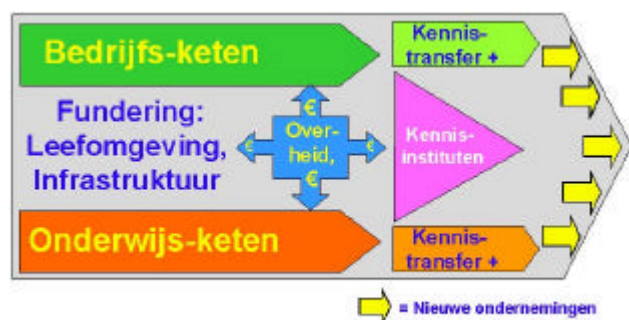 Bedrijfs-keten
Kennis-
transfer +
Fundering:
Leefomgeving,
Infrastruktuur
€
€ Over- €
heid,
€
Kennis-
instituten
Onderwijs-keten
Kennis-
transfer +
= Nieuwe ondernemingen